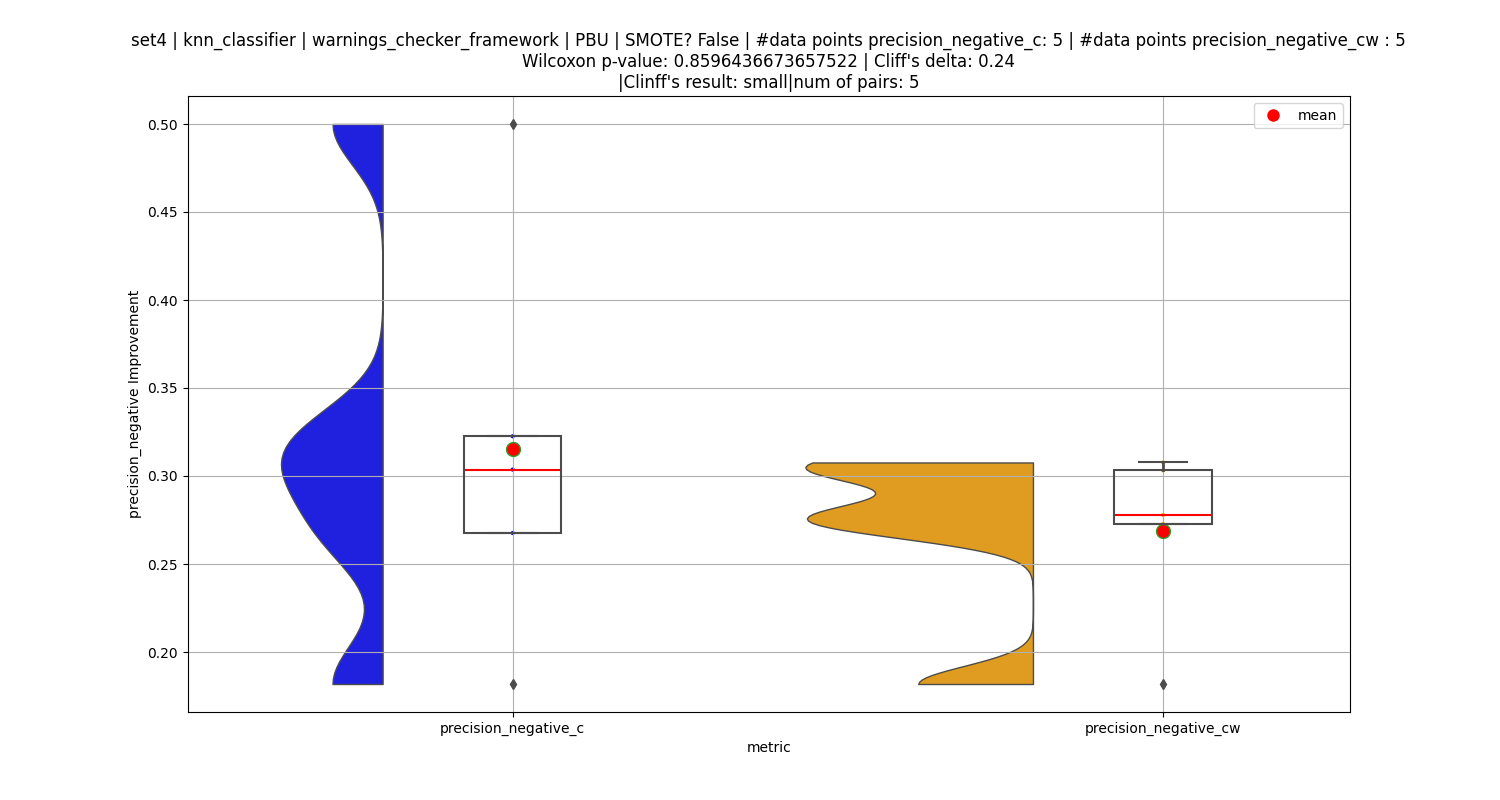 set4 | knn_classifier | warnings_checker_framework | PBU | SMOTE? False | #data points precision_negative_c: 5 | #data points precision_negative_cw : 5
Wilcoxon p-value: 0.8596436673657522 | Cliff's delta: 0.24
|Clinff's result: small|num of pairs: 5
mean
0.50
0.45
0.40
0.35
0.30
0.25
0.20
precision_negative Improvement
precision_negative_c
precision_negative_cw
metric